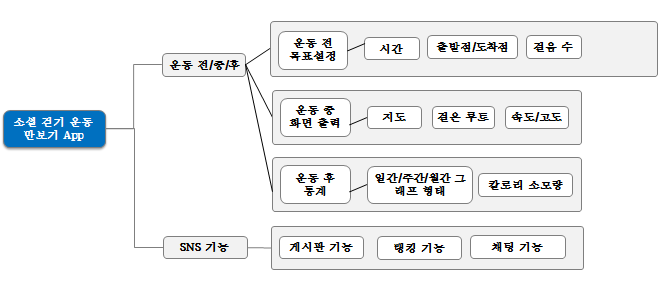 운동 전
목표설정
시간
출발점/도착점
걸음 수
운동 전/중/후
소셜 걷기 운동
만보기 App
운동 중
화면 출력
지도
걸은 루트
속도/고도
운동 후
통계
일간/주간/월간 그
래프 형태
칼로리 소모량
SNS 기능
게시판 기능
랭킹 기능
채팅 기능